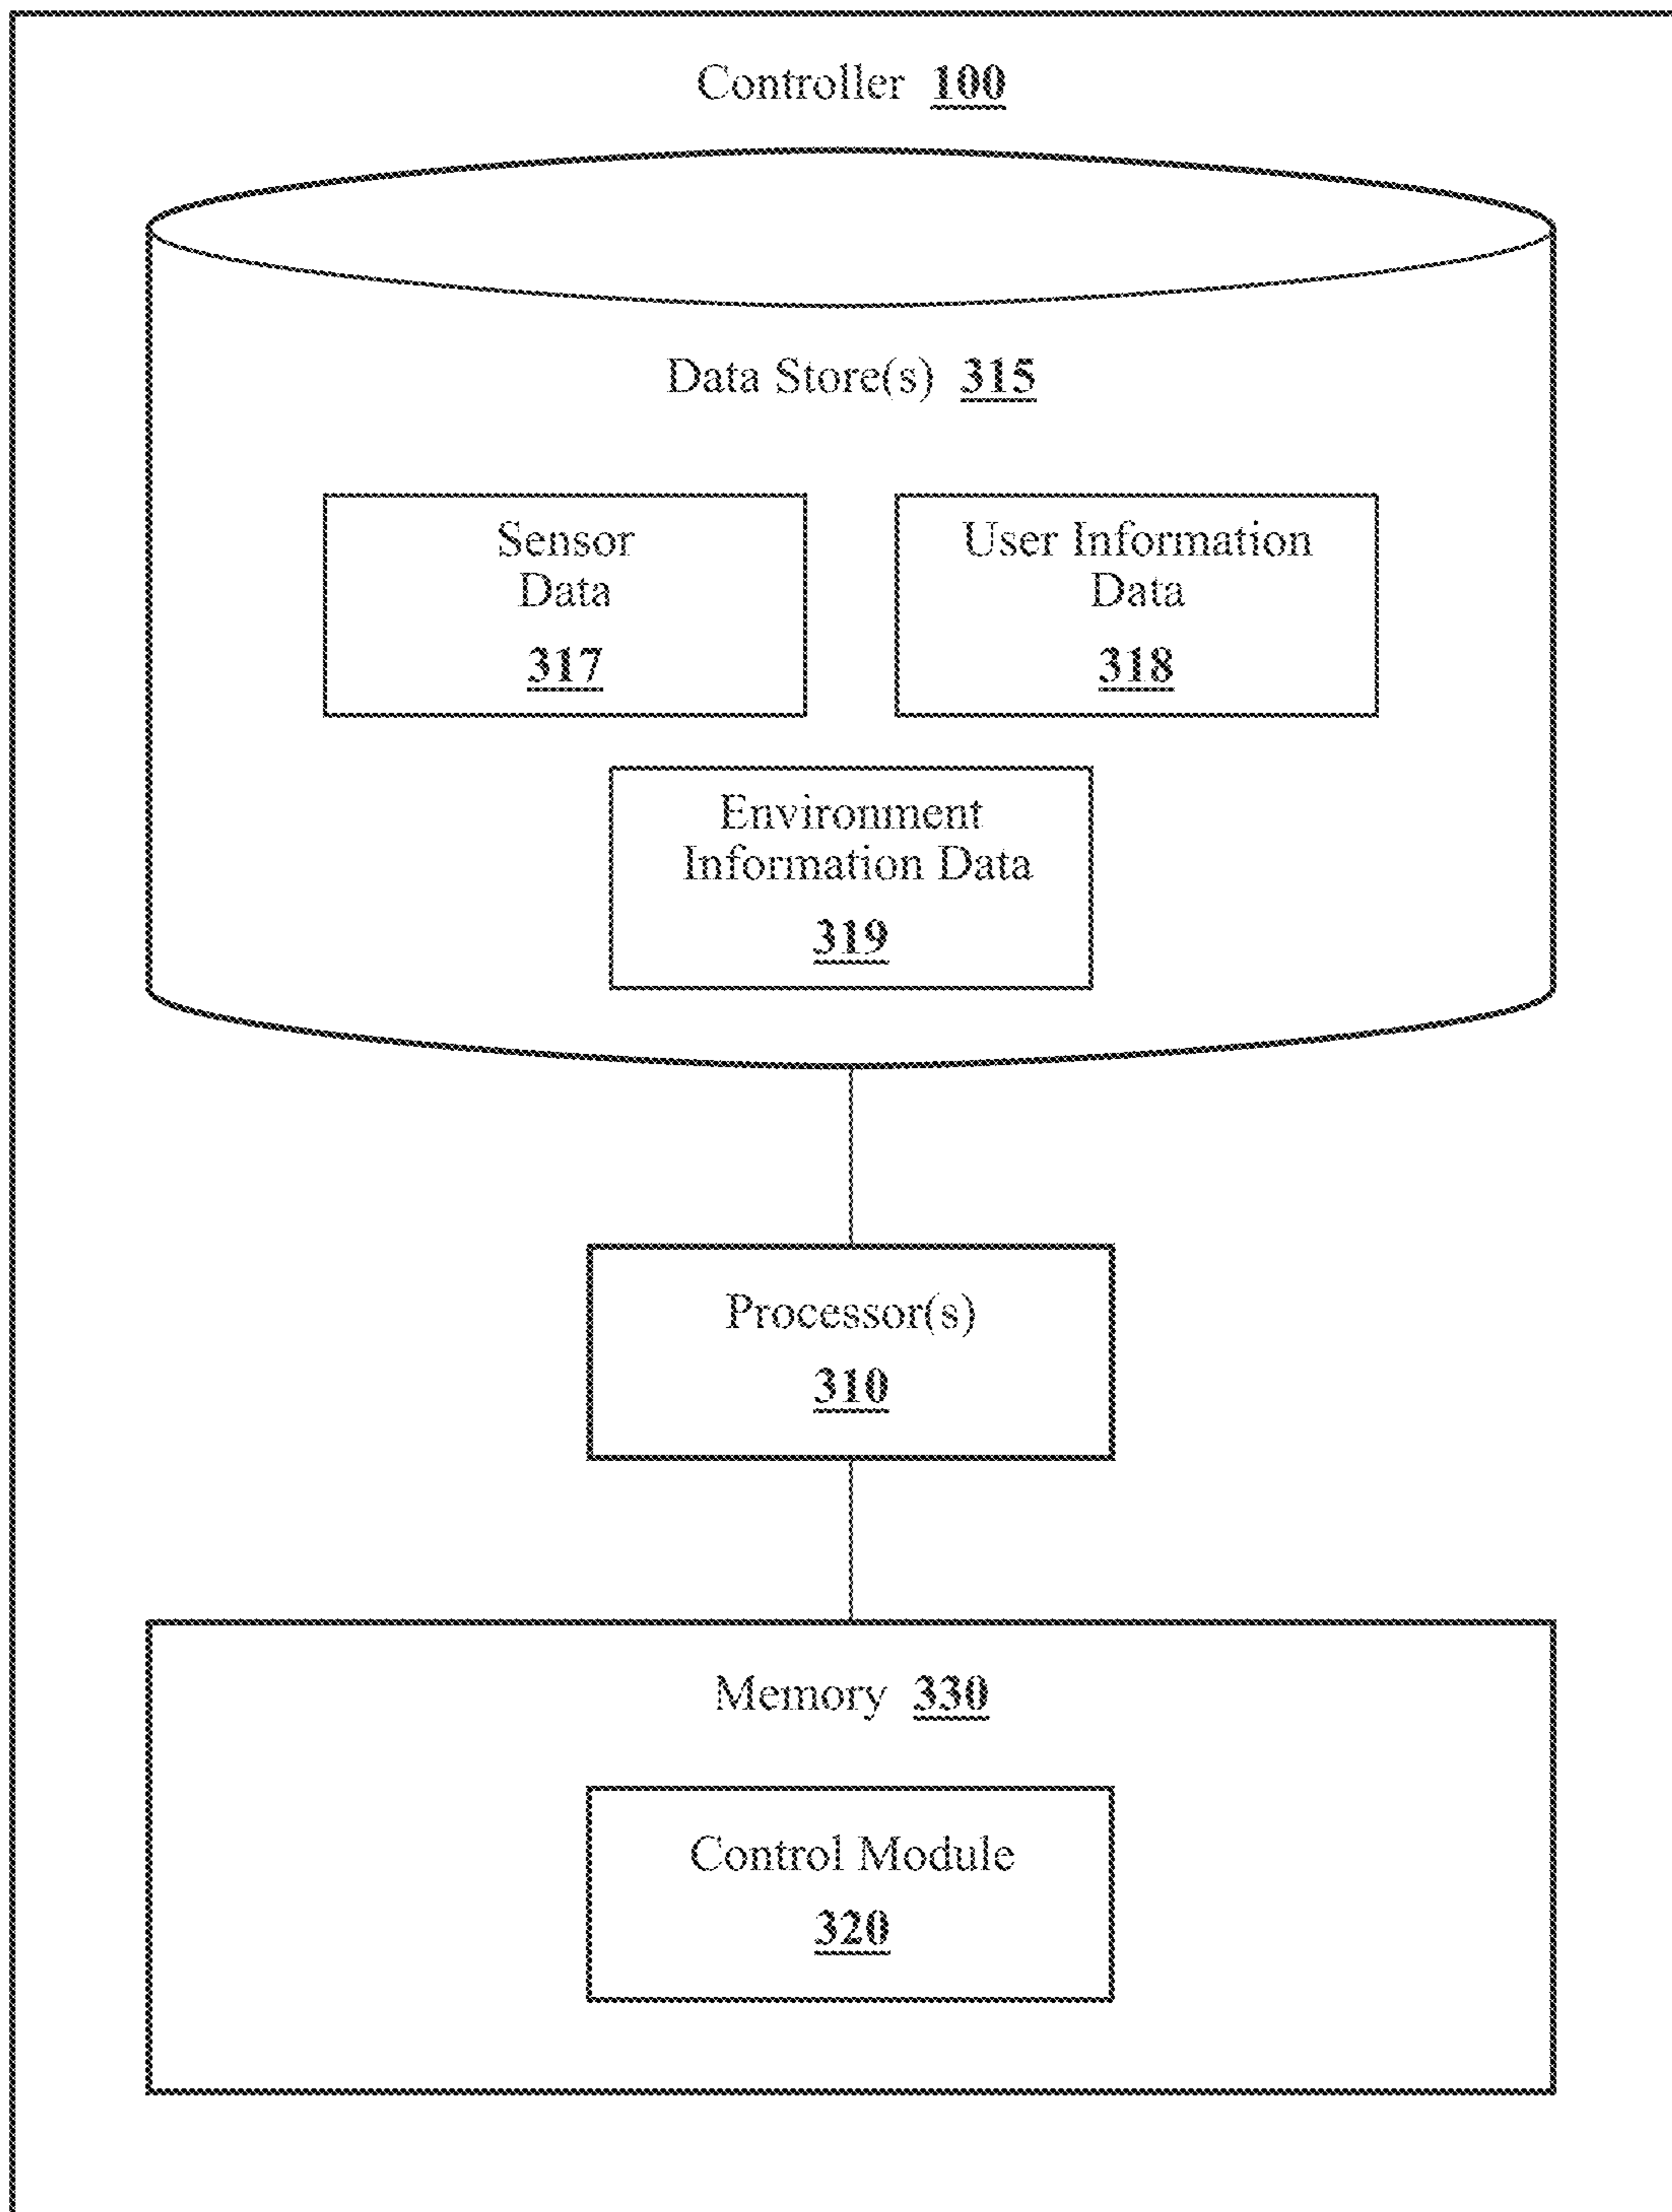 Controller 100
Data Store(s) 315
Sensor
Data
317
User Information
Data
318
Environment
Information Data
319
Processor(s)
310
Memory 330
Control Module
320